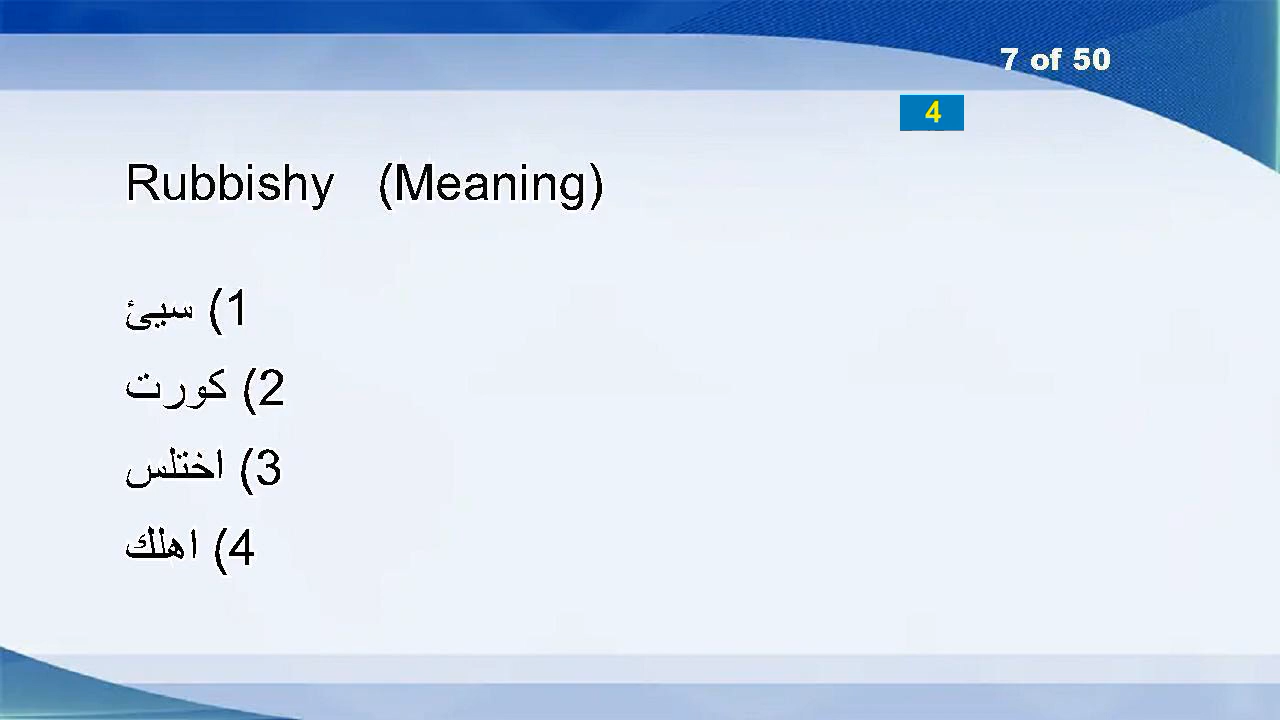 7 of 50
4
Rubbishy (Meaning)
1) سيئ
2) كورت
3) اختلس
4) اهلك